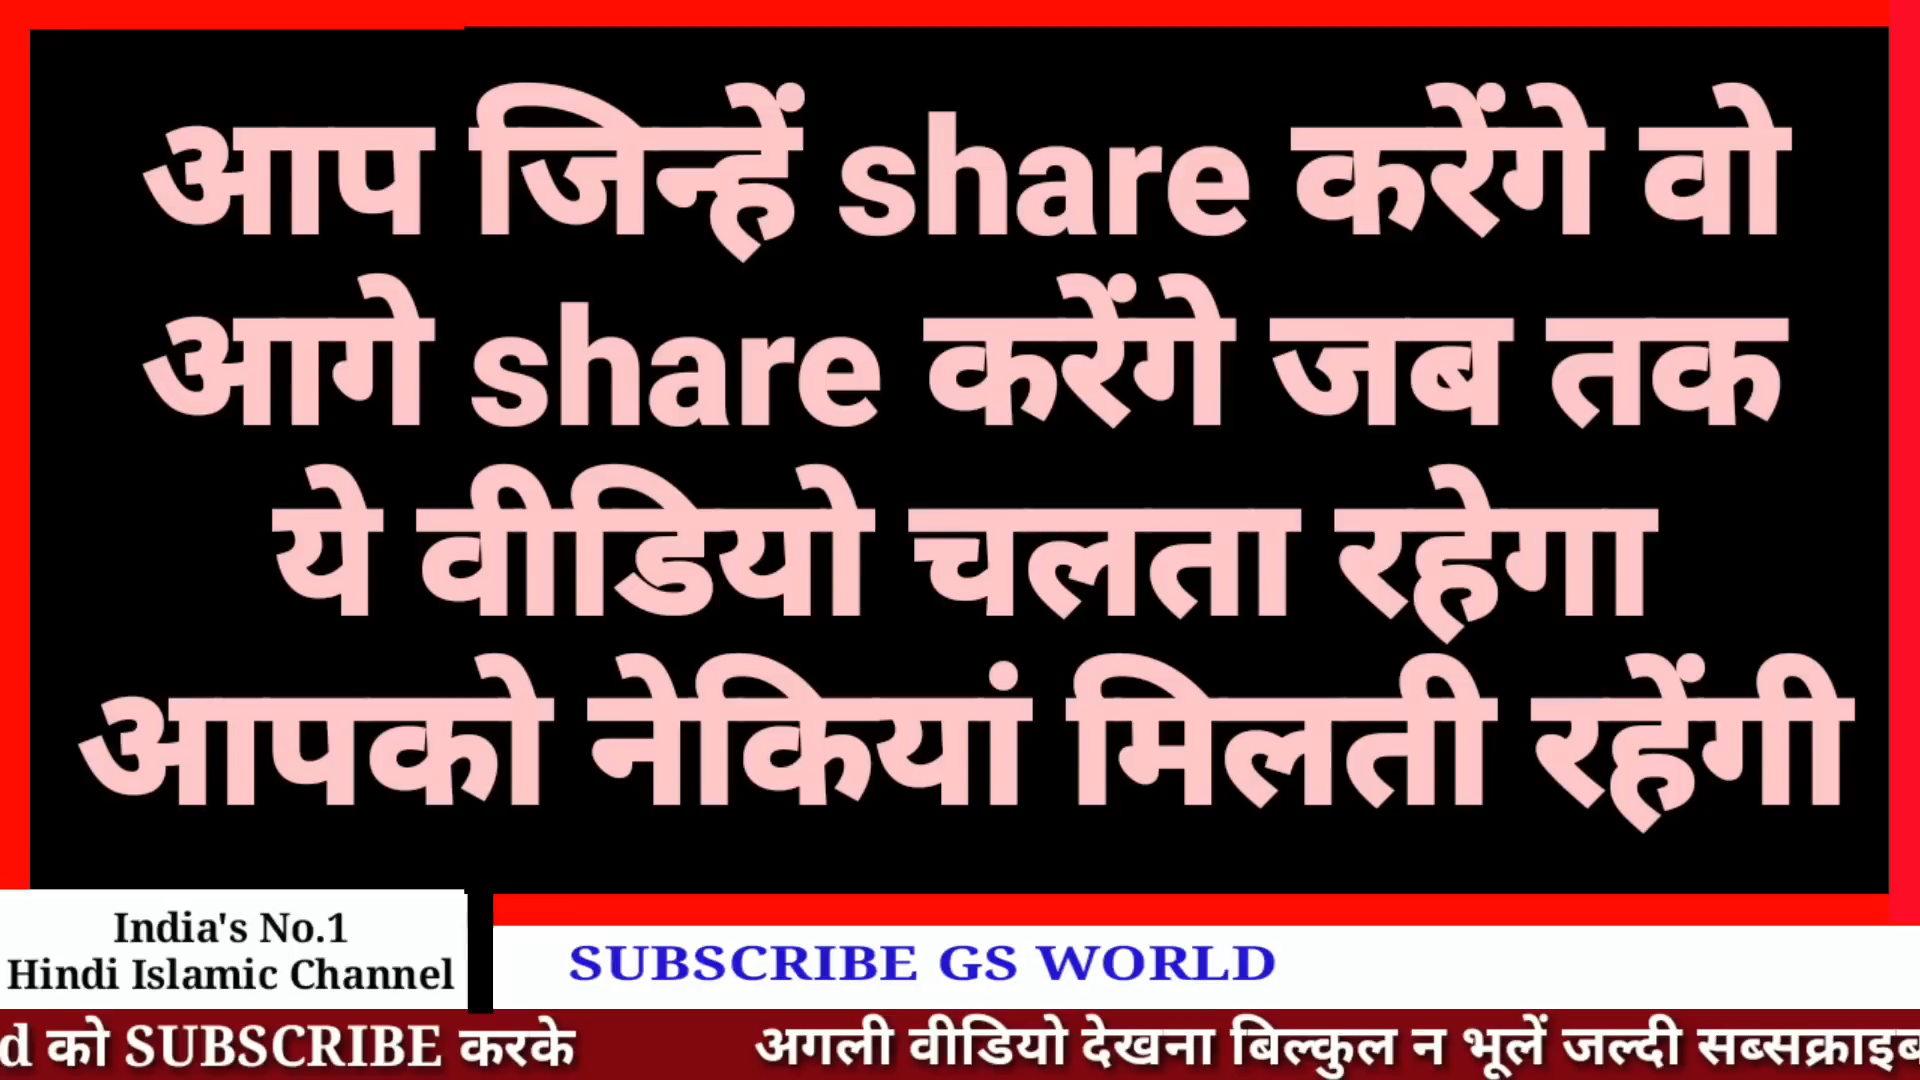 आप जिन्हें share करेंगे वो
आगे share करेंगे जब तक
ये वीडियो चलता रहेगा
आपको नेकियां मिलती रहेंगी
India's No.1
Hindi Islamic Channel
SUBSCRIBE GS WORLD
d को SUBSCRIBE करके अगली वीडियो देखना बिल्कुल न भूलें जल्दी सब्सक्राइब